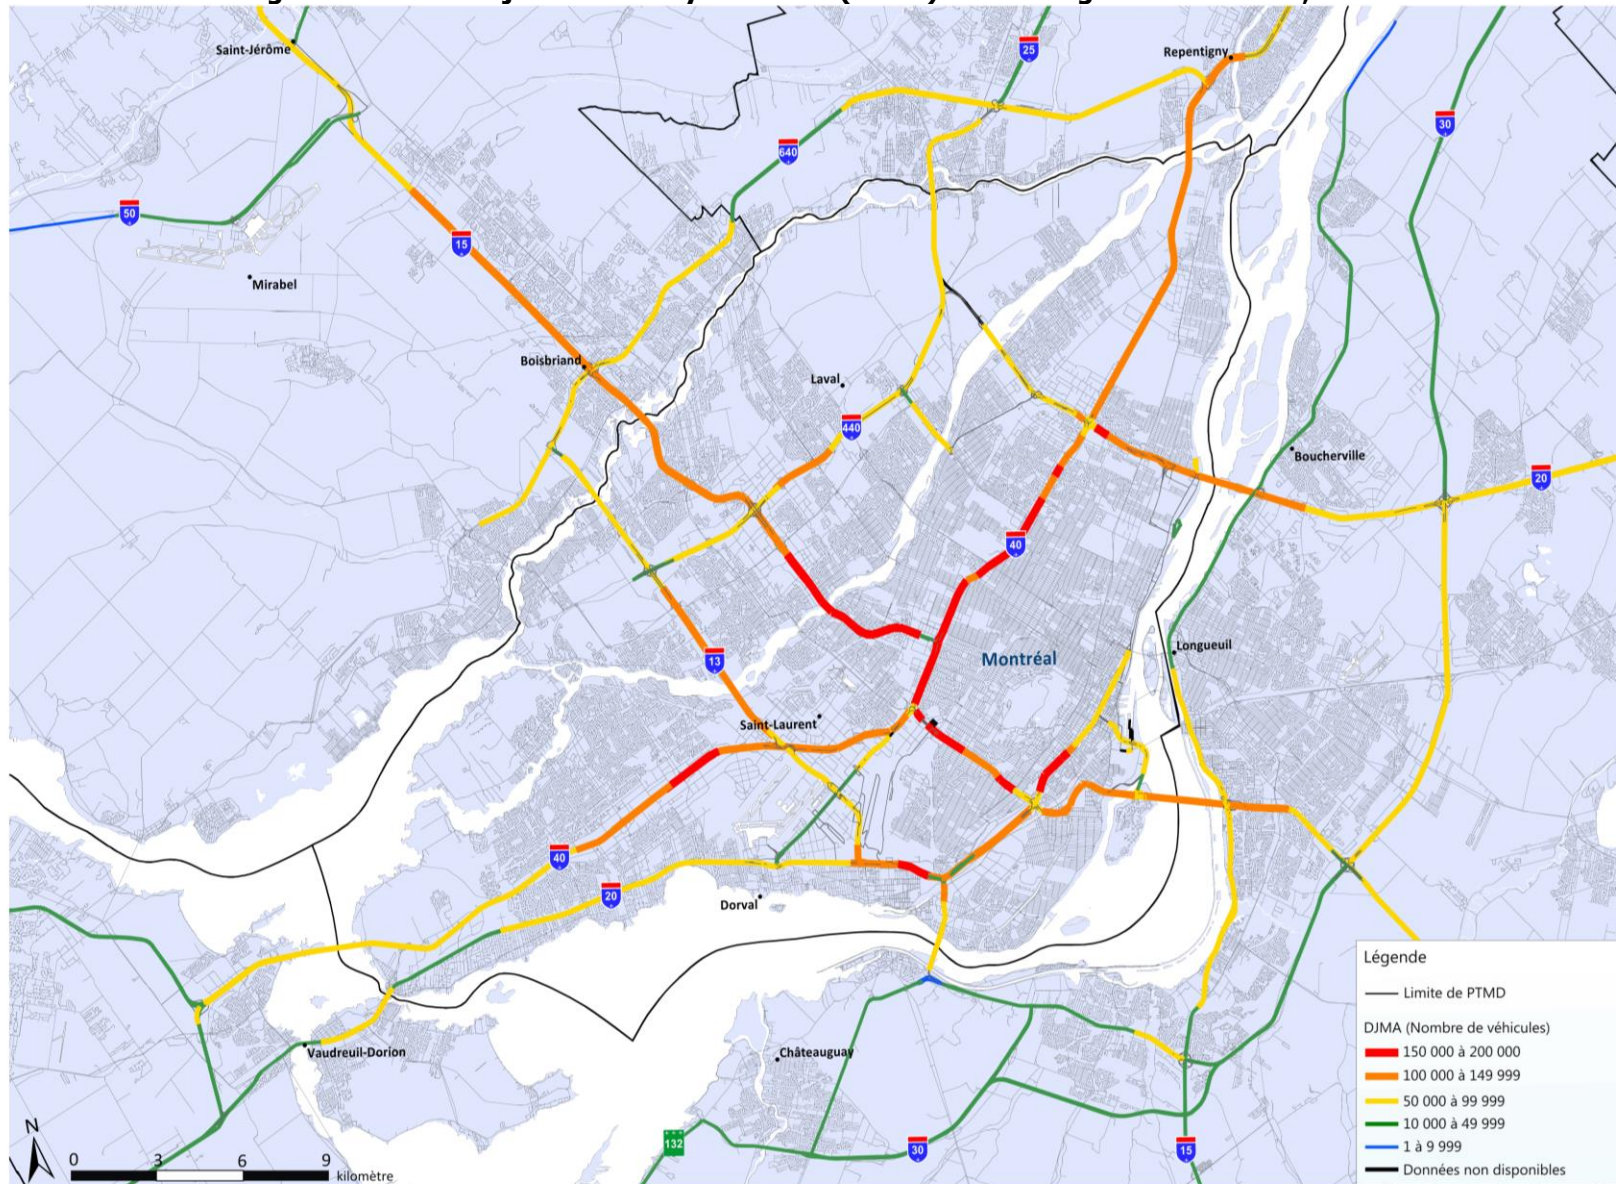 Saint-Jérôme
25
Repentigny
30
640
50
15
Mirabel
Boisbriand
Laval
440
Boucherville
20
40
13
Montréal
Longueuil
Saint-Laurent
40
20
Dorval
Vaudreuil-Dorion
Châteauguay
132
30
15
N
0 3 6 9
kilomètre
Légende
Limite de PTMD
DJMA (Nombre de véhicules)
150 000 à 200 000
100 000 à 149 999
50 000 à 99 999
10 000 à 49 999
1 à 9 999
Données non disponibles